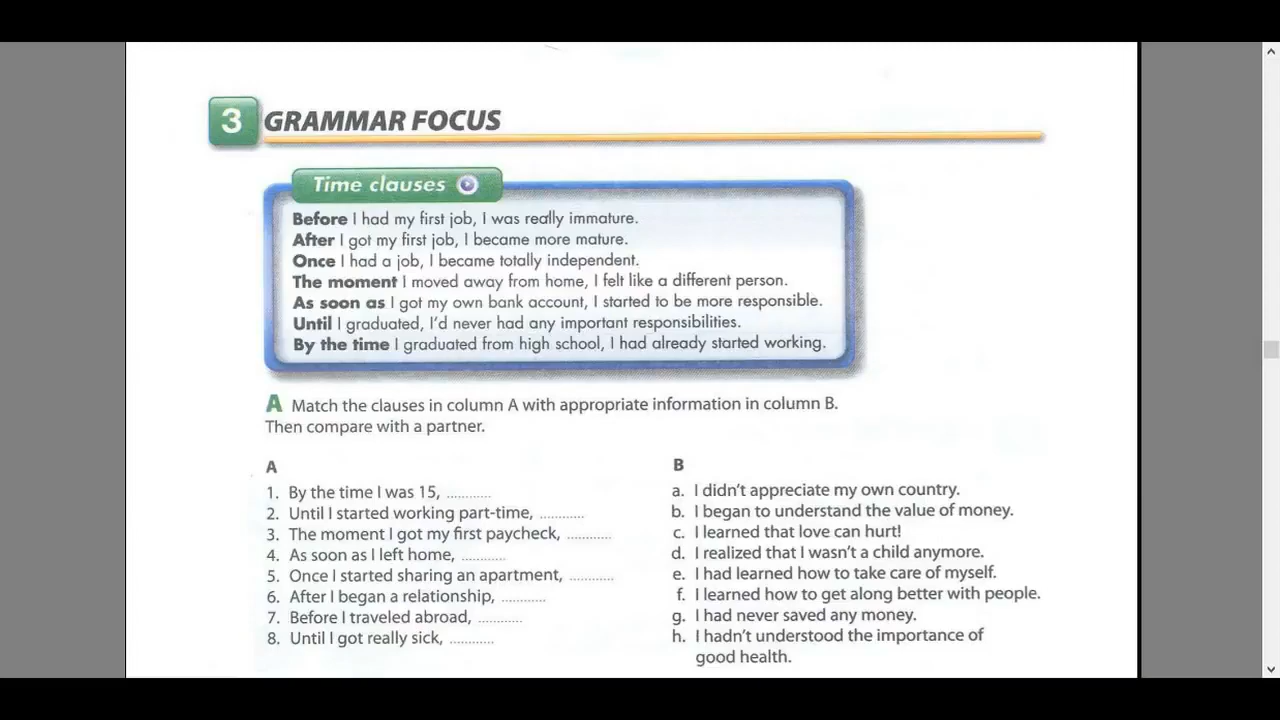 3 GRAMMAR FOCUS
Time clauses
Before I had my first job, I was really immature.
After I got my first job, I became more mature.
Once I had a job, I became totally independent.
The moment I moved away from home, I felt like a different person.
As soon as I got my own bank account, I started to be more responsible.
Until I graduated, I'd never had any important responsibilities.
By the time I graduated from high school, I had already started working.
A Match the clauses in column A with appropriate information in column B.
Then compare with a partner.
A
1. By the time I was 15, ............
2. Until I started working part-time, ............
3. The moment I got my first paycheck, ............
4. As soon as I left home, ............
5. Once I started sharing an apartment, ............
6. After I began a relationship, ............
7. Before I traveled abroad, ............
8. Until I got really sick, ............
B
a. I didn't appreciate my own country.
b. I began to understand the value of money.
c. I learned that love can hurt!
d. I realized that I wasn't a child anymore.
e. I had learned how to take care of myself.
f. I learned how to get along better with people.
g. I had never saved any money.
h. I hadn't understood the importance of
good health.